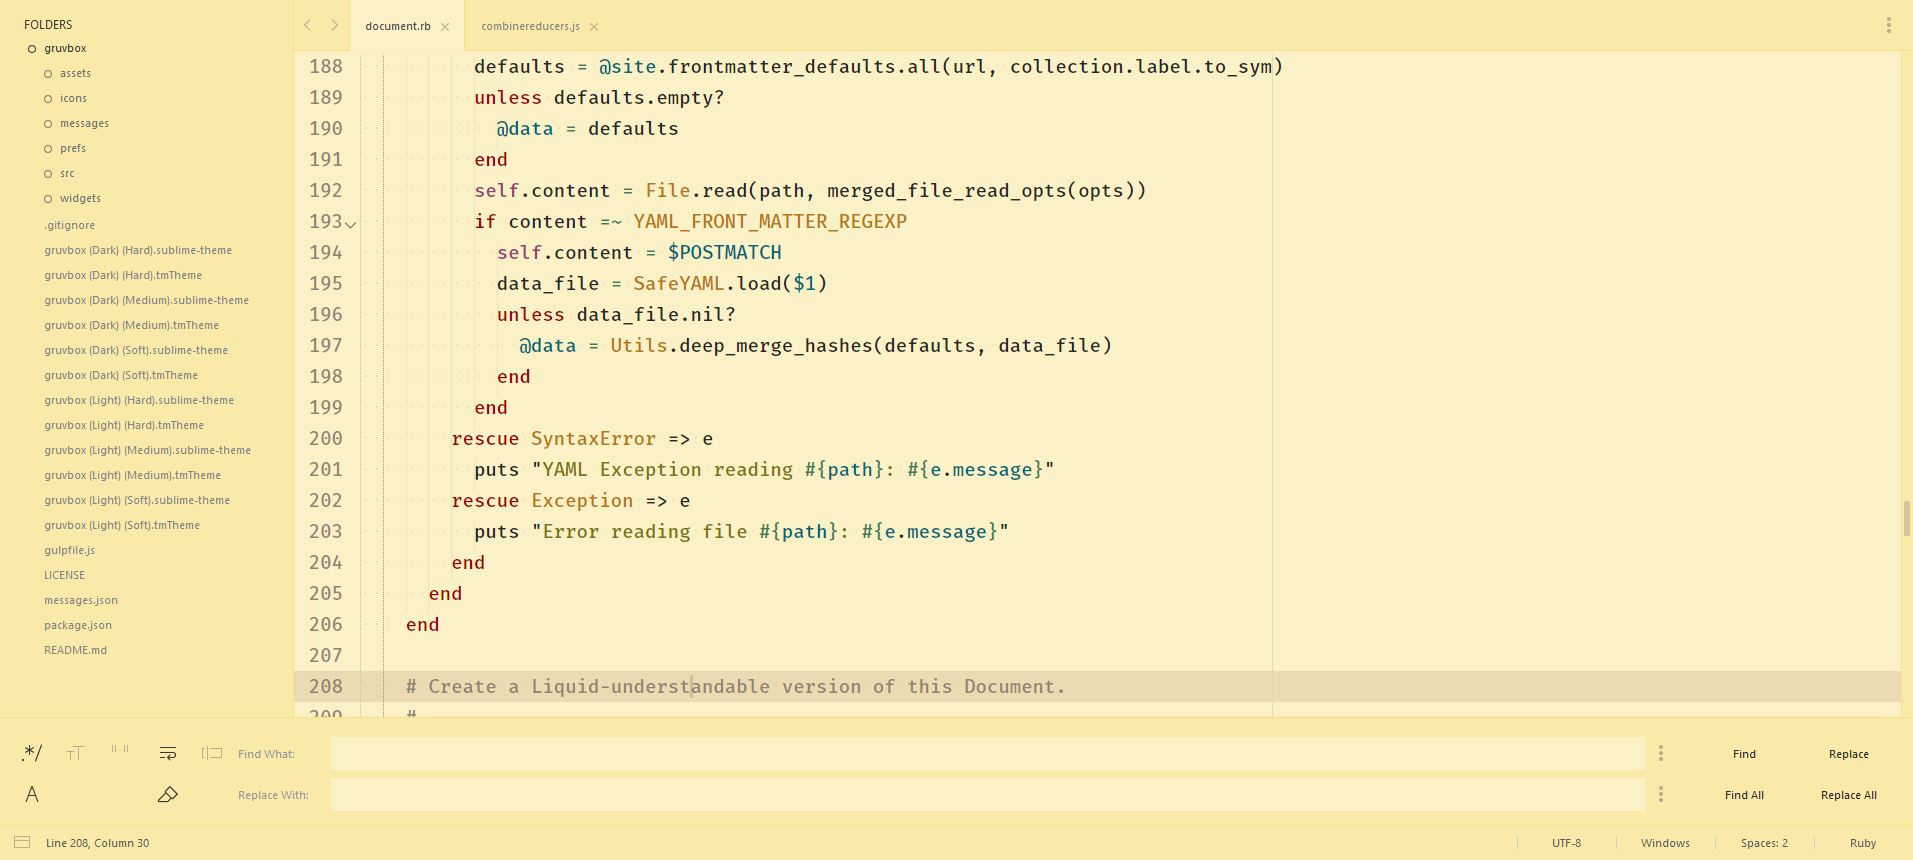 FOLDERS
gruvbox
assets
icons
messages
prefs
src
widgets
.gitignore
gruvbox (Dark) (Hard).sublime-theme
gruvbox (Dark) (Hard).tmTheme
gruvbox (Dark) (Medium).sublime-theme
gruvbox (Dark) (Medium).tmTheme
gruvbox (Dark) (Soft).sublime-theme
gruvbox (Dark) (Soft).tmTheme
gruvbox (Light) (Hard).sublime-theme
gruvbox (Light) (Hard).tmTheme
gruvbox (Light) (Medium).sublime-theme
gruvbox (Light) (Medium).tmTheme
gruvbox (Light) (Soft).sublime-theme
gruvbox (Light) (Soft).tmTheme
gulpfile.js
LICENSE
messages.json
package.json
README.md
document.rb
combinereducers.js
188 defaults = @site.frontmatter_defaults.all(url, collection.label.to_sym)
189 unless defaults.empty?
190 @data = defaults
191 end
192 self.content = File.read(path, merged_file_read_opts(opts))
193 if content =~ YAML_FRONT_MATTER_REGEXP
194 self.content = $POSTMATCH
195 data_file = SafeYAML.load($1)
196 unless data_file.nil?
197 @data = Utils.deep_merge_hashes(defaults, data_file)
198 end
199 end
200 rescue SyntaxError => e
201 puts "YAML Exception reading #{path}: #{e.message}"
202 rescue Exception => e
203 puts "Error reading file #{path}: #{e.message}"
204 end
205 end
206 end
207
208 # Create a Liquid-understandable version of this Document.
209 #
.*/ TT " " Find What: Find Replace
A Replace With: Find All Replace All
Line 208, Column 30 UTF-8 Windows Spaces: 2 Ruby